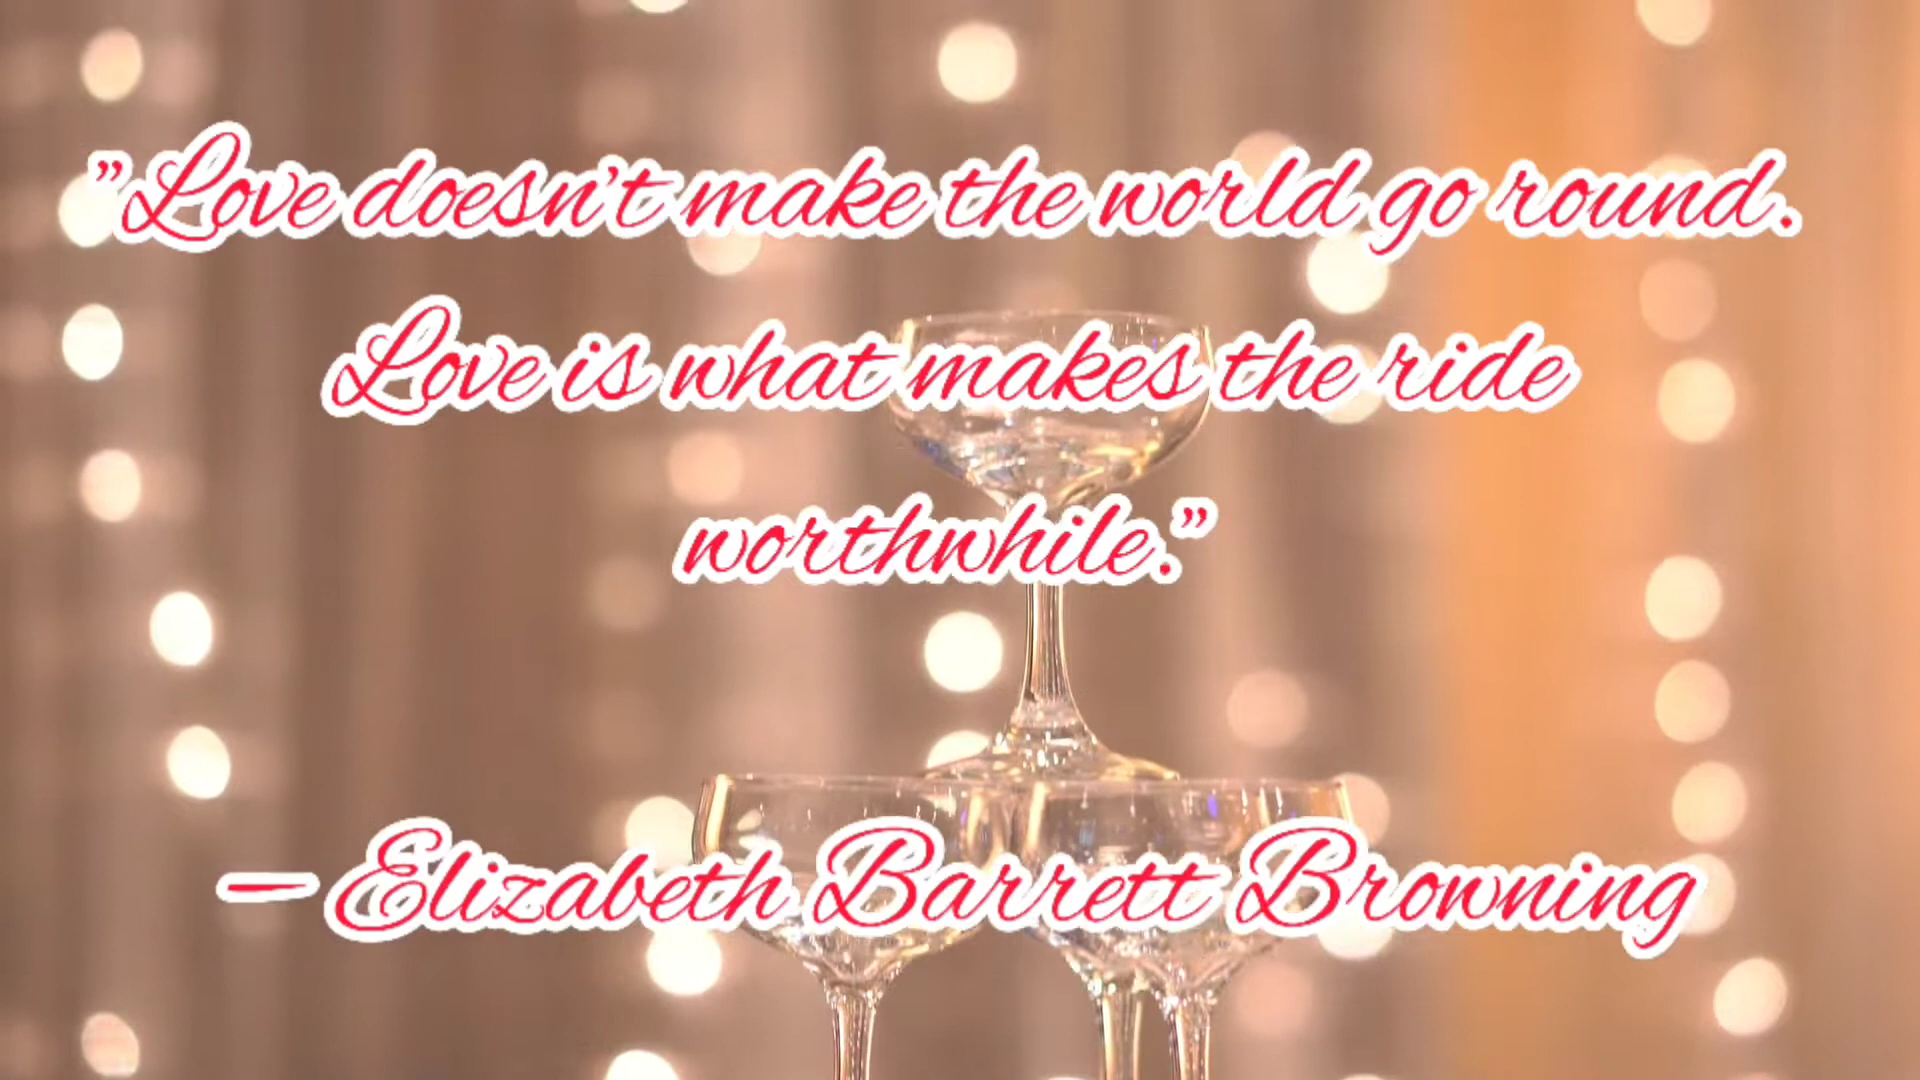 "Love doesn't make the world go round.
Love is what makes the ride
worthwhile."
— Elizabeth Barrett Browning